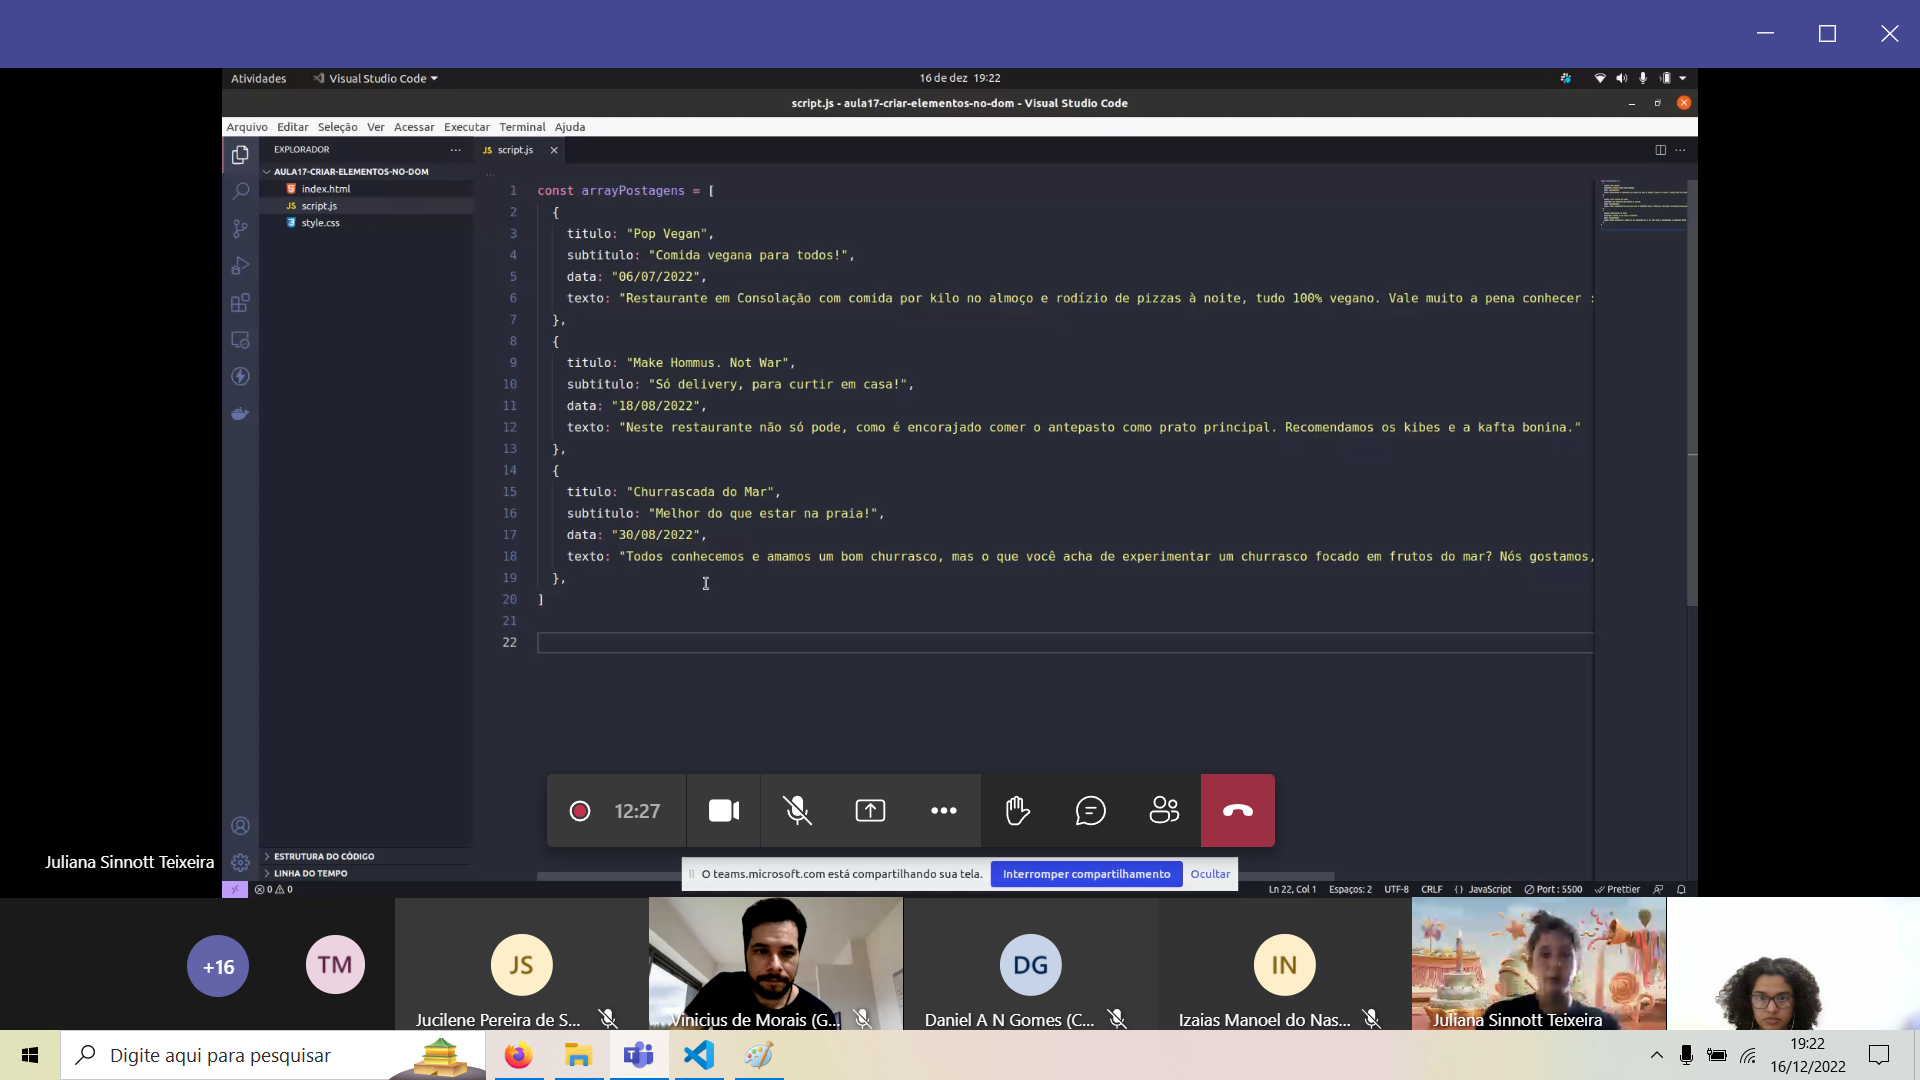 Atividades
Visual Studio Code
16 de dez 19:22
script.js - aula17-criar-elementos-no-dom - Visual Studio Code
Arquivo Editar Seleção Ver Acessar Executar Terminal Ajuda
EXPLORADOR
JS script.js
AULA17-CRIAR-ELEMENTOS-NO-DOM
index.html
JS script.js
style.css
1 const arrayPostagens = [
2 {
3 titulo: "Pop Vegan",
4 subtitulo: "Comida vegana para todos!",
5 data: "06/07/2022",
6 texto: "Restaurante em Consolação com comida por kilo no almoço e rodízio de pizzas à noite, tudo 100% vegano. Vale muito a pena conhecer :
7 },
8 {
9 titulo: "Make Hommus. Not War",
10 subtitulo: "Só delivery, para curtir em casa!",
11 data: "18/08/2022",
12 texto: "Neste restaurante não só pode, como é encorajado comer o antepasto como prato principal. Recomendamos os kibes e a kafta bonina."
13 },
14 {
15 titulo: "Churrascada do Mar",
16 subtitulo: "Melhor do que estar na praia!",
17 data: "30/08/2022",
18 texto: "Todos conhecemos e amamos um bom churrasco, mas o que você acha de experimentar um churrasco focado em frutos do mar? Nós gostamos,
19 },
20 ]
21
22
12:27
Juliana Sinnott Teixeira
ESTRUTURA DO CÓDIGO
LINHA DO TEMPO
O teams.microsoft.com está compartilhando sua tela. Interromper compartilhamento Ocultar
0 0
Ln 22, Col 1 Espaços: 2 UTF-8 CRLF {} JavaScript Port : 5500 Prettier
+16
TM
JS
DG
IN
Jucilene Pereira de S...
Vinicius de Morais (G...
Daniel A N Gomes (C...
Izaias Manoel do Nas...
Juliana Sinnott Teixeira
Digite aqui para pesquisar
19:22
16/12/2022